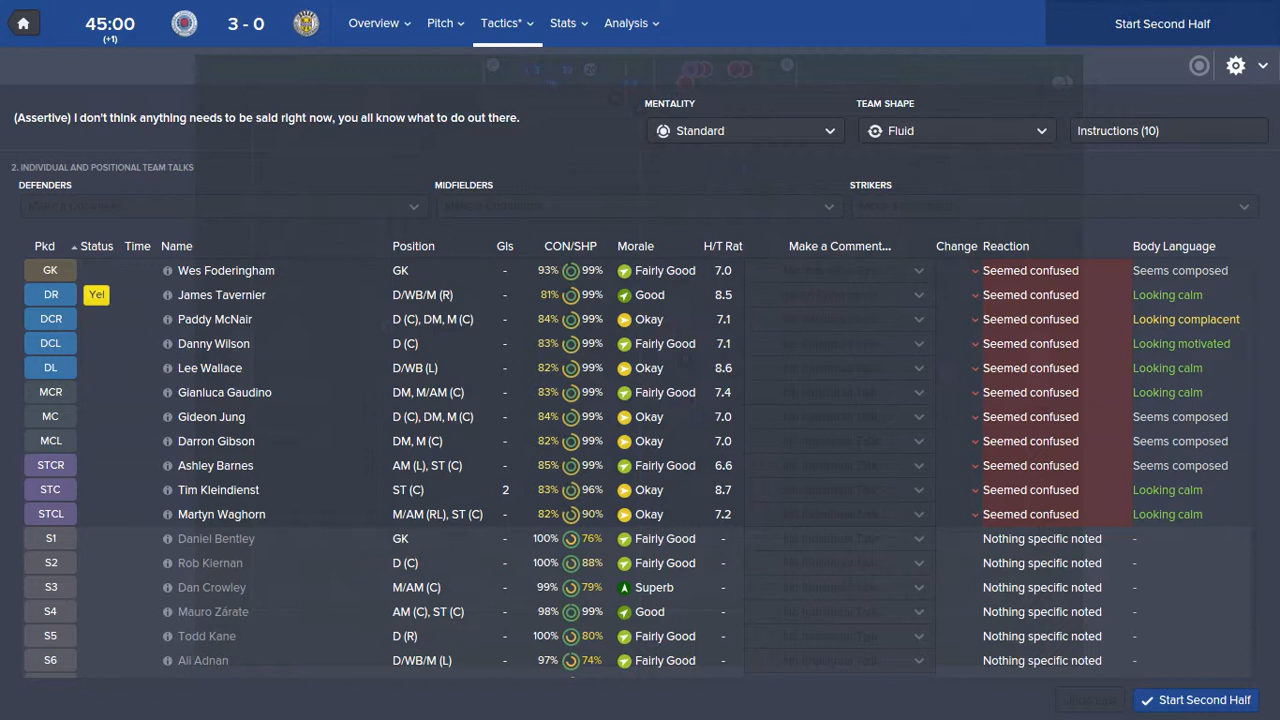 45:00
(+1)
3 - 0
Overview
Pitch
Tactics*
Stats
Analysis
Start Second Half
(Assertive) I don't think anything needs to be said right now, you all know what to do out there.
MENTALITY
Standard
TEAM SHAPE
Fluid
Instructions (10)
2. INDIVIDUAL AND POSITIONAL TEAM TALKS
DEFENDERS
MIDFIELDERS
STRIKERS
Pkd Status Time Name Position Gls CON/SHP Morale H/T Rat Make a Comment... Change Reaction Body Language
GK Wes Foderingham GK - 93% 99% Fairly Good 7.0 Seemed confused Seems composed
DR Yel James Tavernier D/WB/M (R) - 81% 99% Good 8.5 Seemed confused Looking calm
DCR Paddy McNair D (C), DM, M (C) - 84% 99% Okay 7.1 Seemed confused Looking complacent
DCL Danny Wilson D (C) - 83% 99% Fairly Good 7.1 Seemed confused Looking motivated
DL Lee Wallace D/WB (L) - 82% 99% Okay 8.6 Seemed confused Looking calm
MCR Gianluca Gaudino DM, M/AM (C) - 83% 99% Fairly Good 7.4 Seemed confused Looking calm
MC Gideon Jung D (C), DM, M (C) - 84% 99% Okay 7.0 Seemed confused Seems composed
MCL Darron Gibson DM, M (C) - 82% 99% Okay 7.0 Seemed confused Seems composed
STCR Ashley Barnes AM (L), ST (C) - 85% 99% Fairly Good 6.6 Seemed confused Seems composed
STC Tim Kleindienst ST (C) 2 83% 96% Okay 8.7 Seemed confused Looking calm
STCL Martyn Waghorn M/AM (RL), ST (C) - 82% 90% Okay 7.2 Seemed confused Looking calm
S1 Daniel Bentley GK - 100% 76% Fairly Good - Nothing specific noted -
S2 Rob Kiernan D (C) - 100% 88% Fairly Good - Nothing specific noted -
S3 Dan Crowley M/AM (C) - 99% 79% Superb - Nothing specific noted -
S4 Mauro Zárate AM (C), ST (C) - 98% 99% Good - Nothing specific noted -
S5 Todd Kane D (R) - 100% 80% Fairly Good - Nothing specific noted -
S6 Ali Adnan D/WB/M (L) - 97% 74% Fairly Good - Nothing specific noted -
Start Second Half